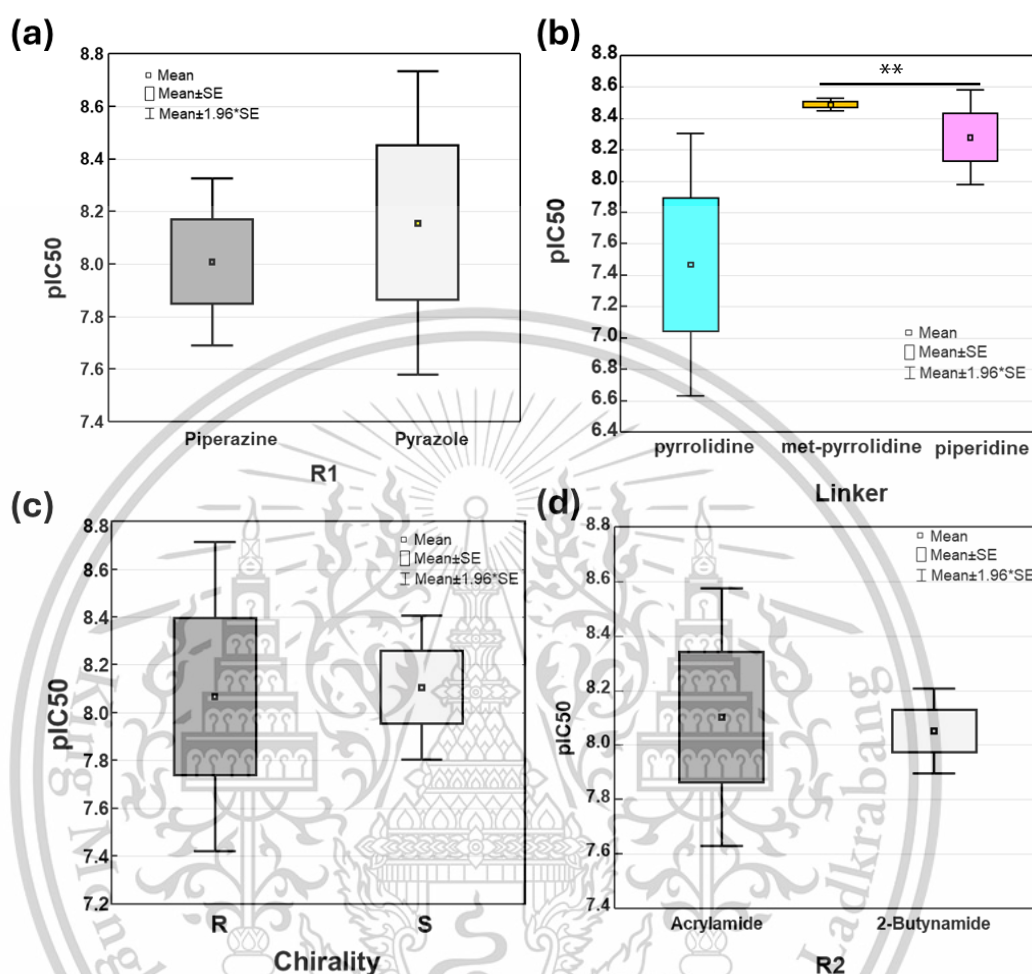 (a)
8.8
8.6
8.4
8.2
8.0
7.8
7.6
7.4
pIC50
Mean
Mean±SE
Mean±1.96*SE
Piperazine
Pyrazole
R1
(b)
8.8
8.6
8.4
8.2
8.0
7.8
7.6
7.4
7.2
7.0
6.8
6.6
6.4
pIC50
**
Mean
Mean±SE
Mean±1.96*SE
pyrrolidine
met-pyrrolidine
piperidine
Linker
(c)
8.8
8.6
8.4
8.2
8.0
7.8
7.6
7.4
7.2
pIC50
Mean
Mean±SE
Mean±1.96*SE
R
S
Chirality
(d)
8.8
8.6
8.4
8.2
8.0
7.8
7.6
7.4
pIC50
Mean
Mean±SE
Mean±1.96*SE
Acrylamide
2-Butynamide
R2
King
Ladkrabang